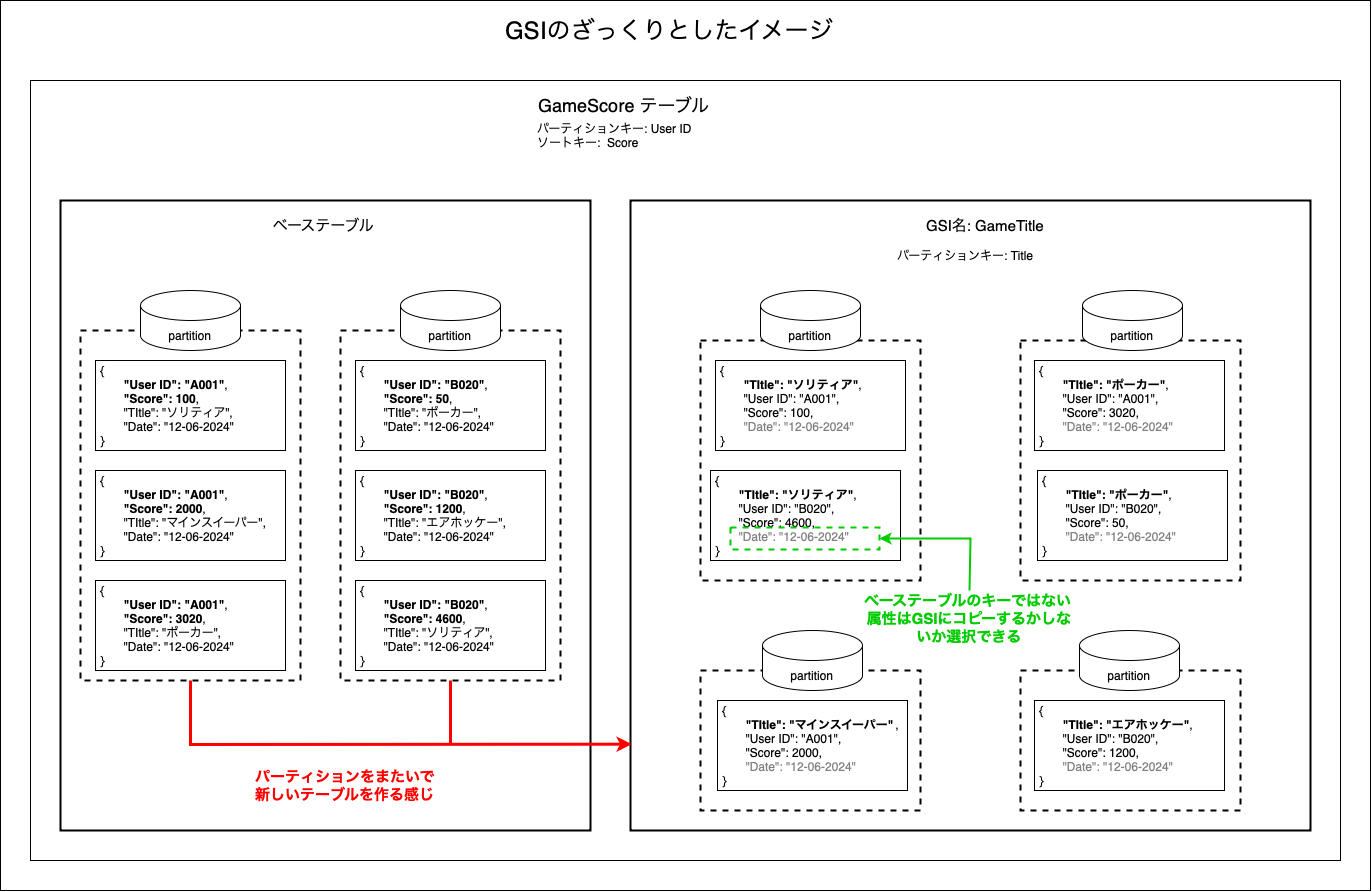 GSIのざっくりとしたイメージ
GameScore テーブル
パーティションキー: User ID
ソートキー: Score
ベーステーブル
partition
{
"User ID": "A001",
"Score": 100,
"TItle": "ソリティア",
"Date": "12-06-2024"
}
{
"User ID": "A001",
"Score": 2000,
"TItle": "マインスイーパー",
"Date": "12-06-2024"
}
{
"User ID": "A001",
"Score": 3020,
"TItle": "ポーカー",
"Date": "12-06-2024"
}
partition
{
"User ID": "B020",
"Score": 50,
"TItle": "ポーカー",
"Date": "12-06-2024"
}
{
"User ID": "B020",
"Score": 1200,
"TItle": "エアホッケー",
"Date": "12-06-2024"
}
{
"User ID": "B020",
"Score": 4600,
"TItle": "ソリティア",
"Date": "12-06-2024"
}
パーティションをまたいで
新しいテーブルを作る感じ
GSI名: GameTitle
パーティションキー: Title
partition
{
"TItle": "ソリティア",
"User ID": "A001",
"Score": 100,
"Date": "12-06-2024"
}
{
"TItle": "ソリティア",
"User ID": "B020",
"Score": 4600,
"Date": "12-06-2024"
}
partition
{
"TItle": "ポーカー",
"User ID": "A001",
"Score": 3020,
"Date": "12-06-2024"
}
{
"TItle": "ポーカー",
"User ID": "B020",
"Score": 50,
"Date": "12-06-2024"
}
ベーステーブルのキーではない
属性はGSIにコピーするかしな
いか選択できる
partition
{
"TItle": "マインスイーパー",
"User ID": "A001",
"Score": 2000,
"Date": "12-06-2024"
}
partition
{
"TItle": "エアホッケー",
"User ID": "B020",
"Score": 1200,
"Date": "12-06-2024"
}